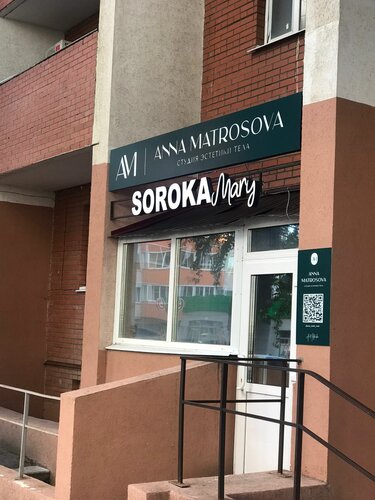 AM | ANNA MATROSOVA
СТУДИЯ ЭСТЕТИКИ ТЕЛА
SOROKA Mary
ANNA
MATROSOVA